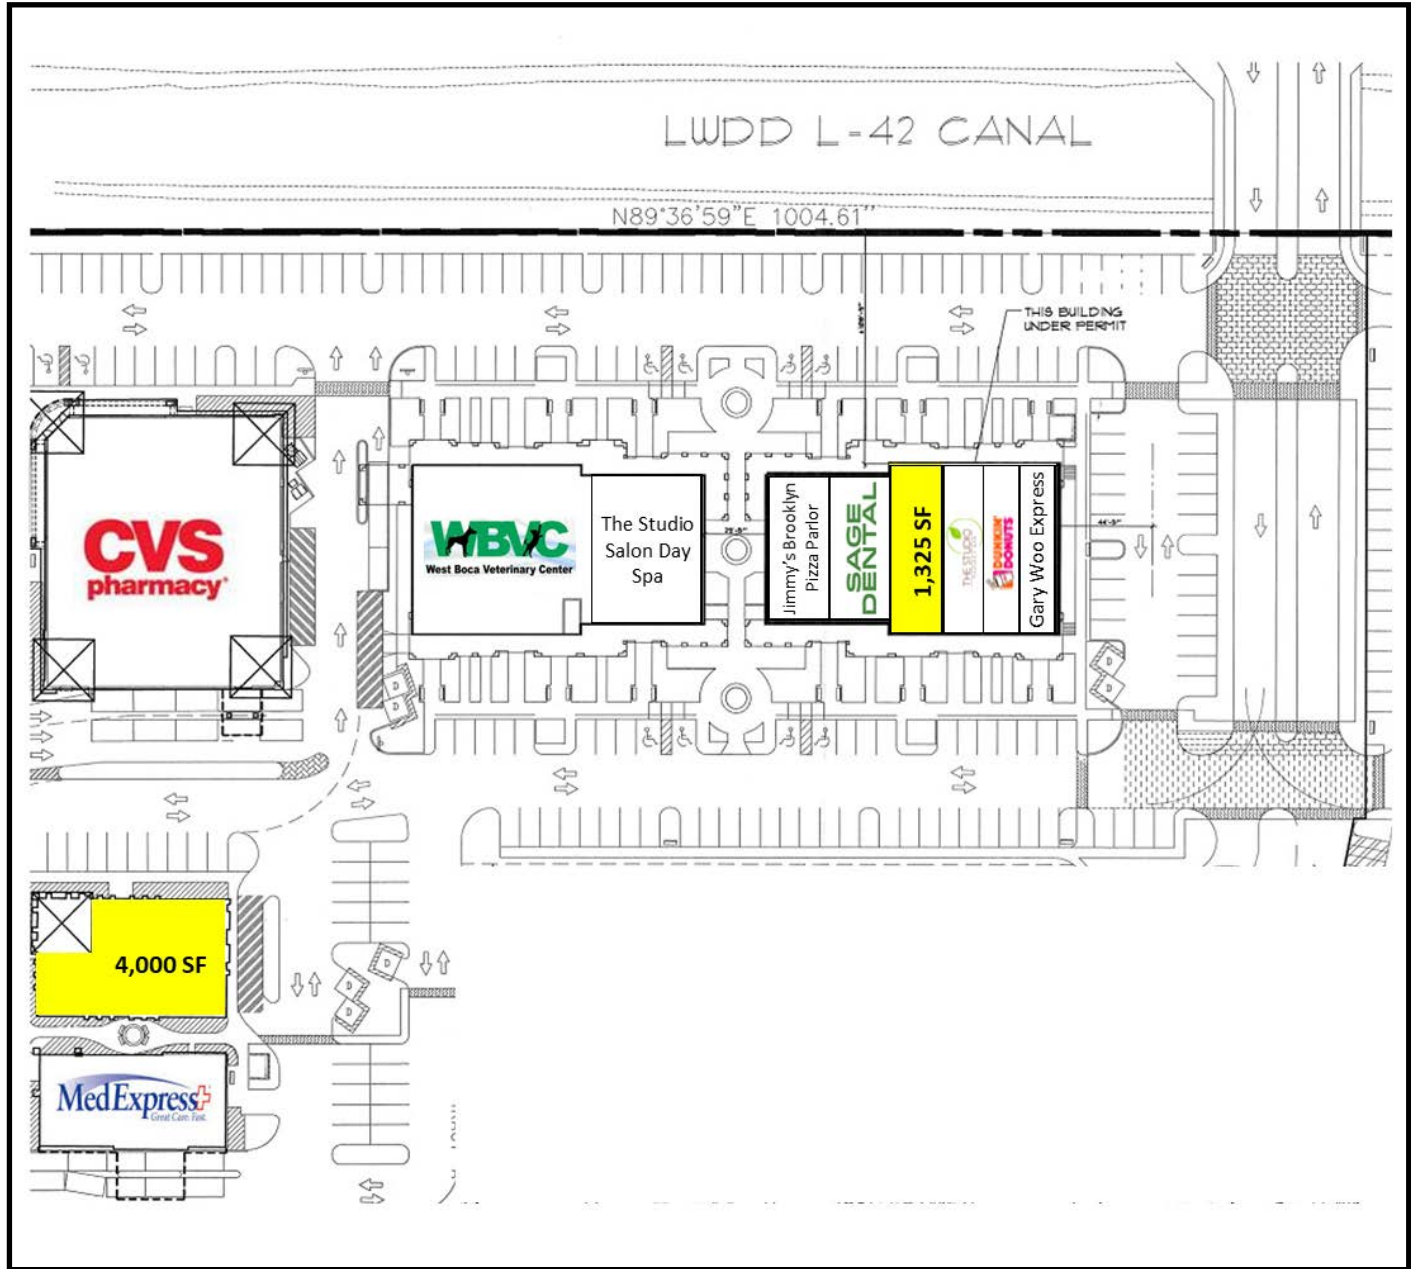 LWDD L-42 CANAL
N89°36'59"E 1004.61"
THIS BUILDING
UNDER PERMIT
CVS
pharmacy
WBVC
West Boca Veterinary Center
The Studio
Salon Day
Spa
Jimmy's Brooklyn
Pizza Parlor
SAGE
DENTAL
1,325 SF
THE STUDIO
DUNKIN'
DONUTS
Gary Woo Express
D
D
D
D
4,000 SF
D
D
D
MedExpress
Great Care. Fast.